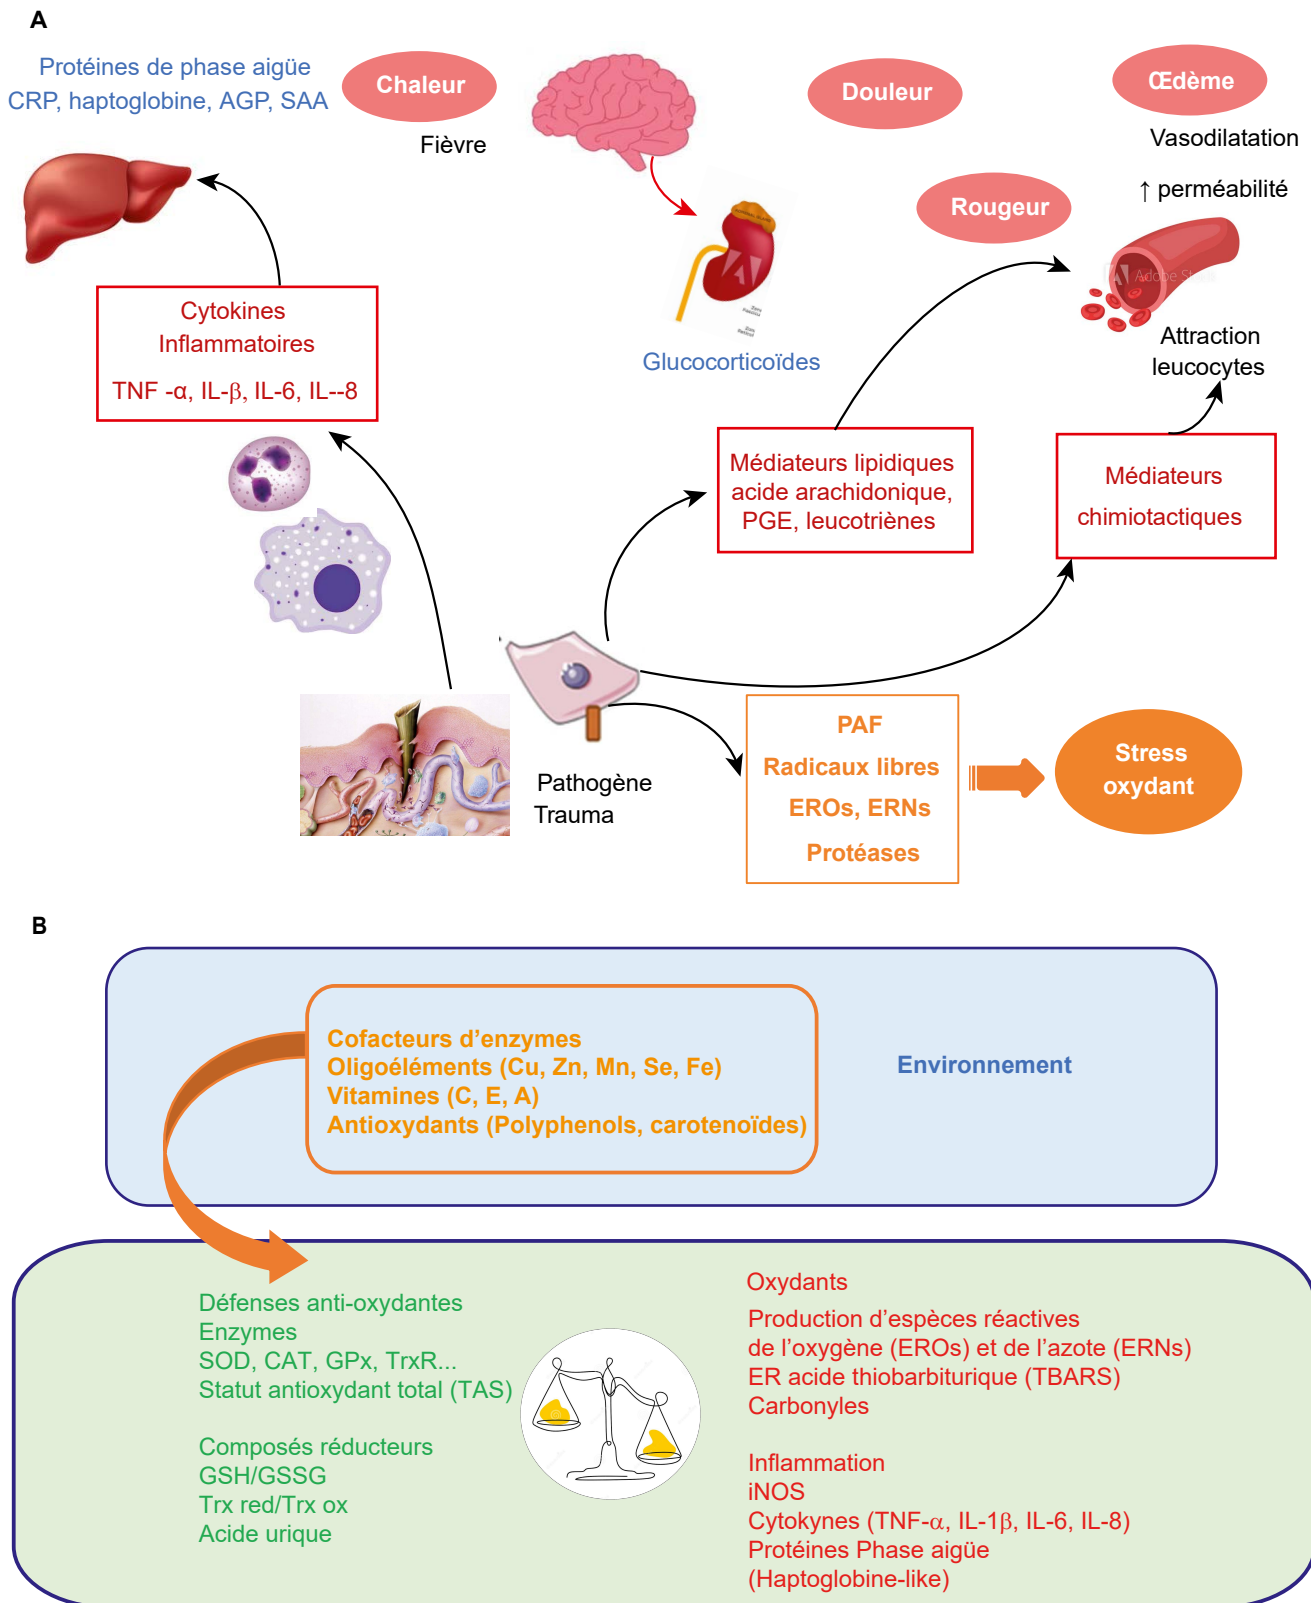 A
Protéines de phase aigüe
CRP, haptoglobine, AGP, SAA
Chaleur
Fièvre
Douleur
Œdème
Vasodilatation
↑ perméabilité
Rougeur
Adobe St
Glucocorticoïdes
Cytokines
Inflammatoires
TNF -α, IL-β, IL-6, IL--8
Attraction
leucocytes
Médiateurs lipidiques
acide arachidonique,
PGE, leucotriènes
Médiateurs
chimiotactiques
Pathogène
Trauma
PAF
Radicaux libres
EROs, ERNs
Protéases
Stress
oxydant
B
Cofacteurs d’enzymes
Oligoéléments (Cu, Zn, Mn, Se, Fe)
Vitamines (C, E, A)
Antioxydants (Polyphenols, carotenoïdes)
Environnement
Défenses anti-oxydantes
Enzymes
SOD, CAT, GPx, TrxR...
Statut antioxydant total (TAS)
Composés réducteurs
GSH/GSSG
Trx red/Trx ox
Acide urique
Oxydants
Production d’espèces réactives
de l’oxygène (EROs) et de l’azote (ERNs)
ER acide thiobarbiturique (TBARS)
Carbonyles
Inflammation
iNOS
Cytokynes (TNF-α, IL-1β, IL-6, IL-8)
Protéines Phase aigüe
(Haptoglobine-like)